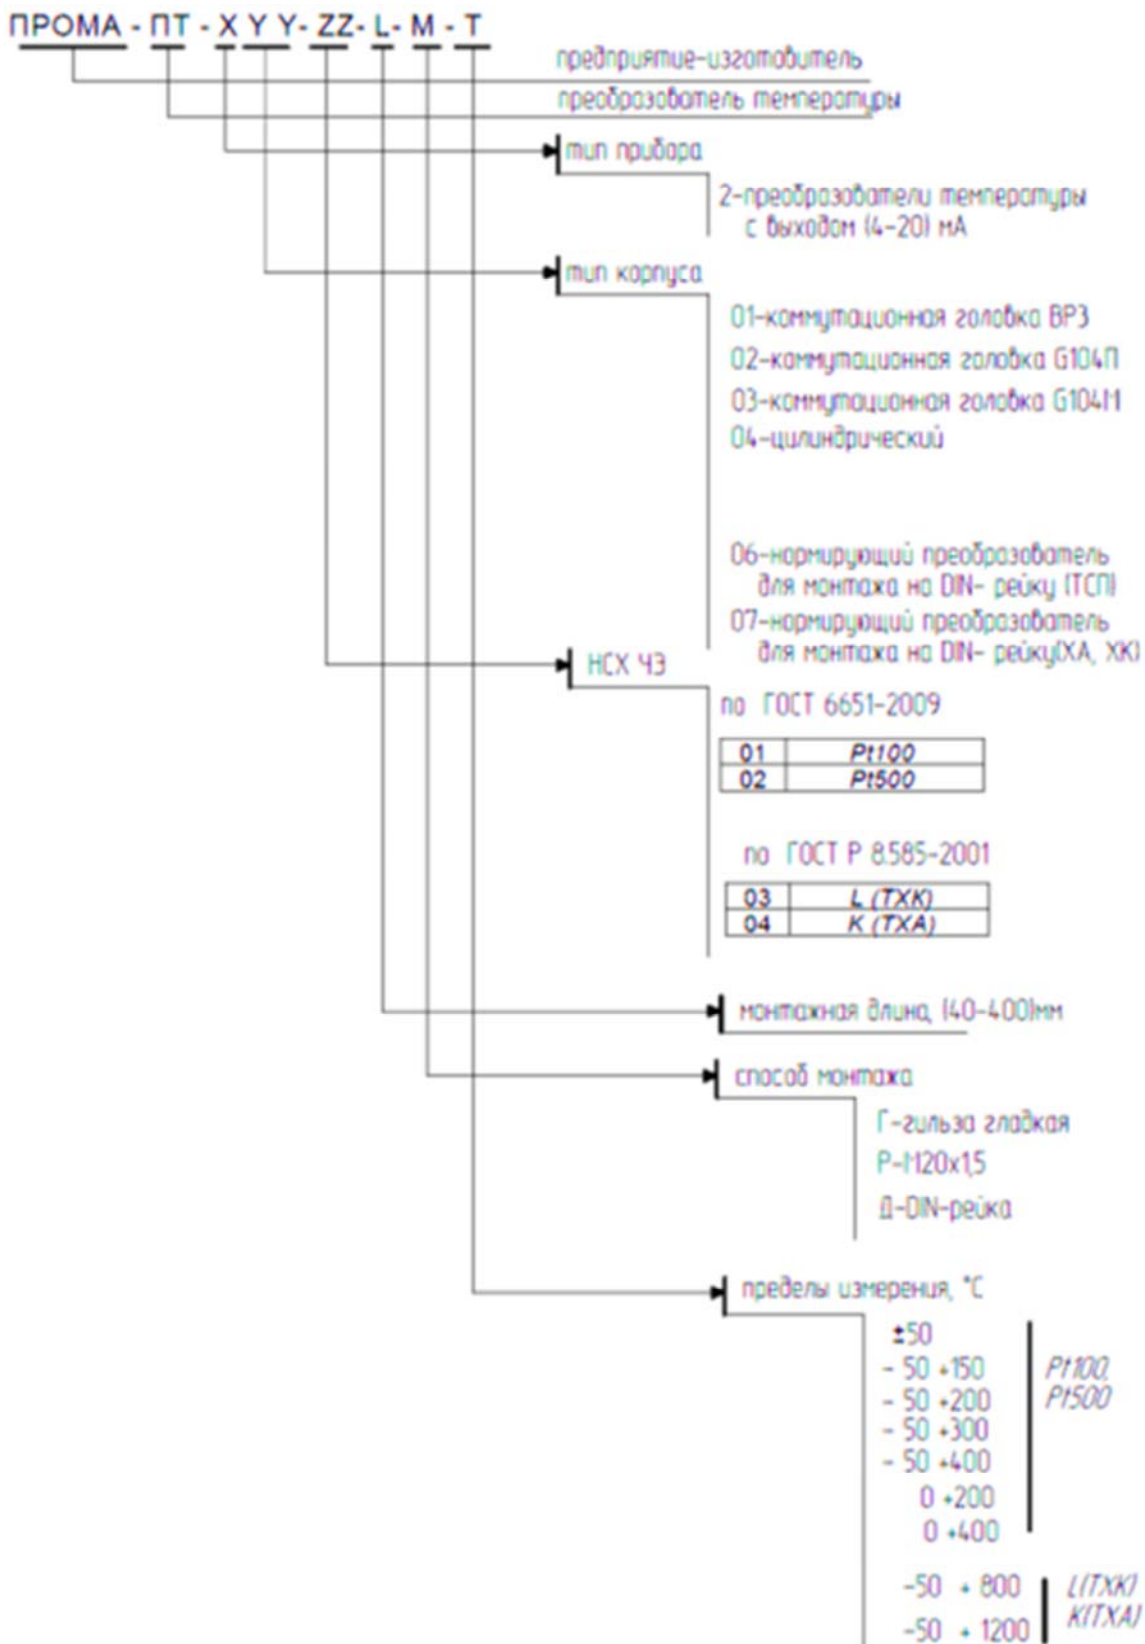 ПРОМА - ПТ - X Y Y- ZZ- L- M - T
предприятие-изготовитель
преобразователь температуры
тип прибора
2-преобразователи температуры
с выходом (4-20) мА
тип корпуса
01-коммутационная головка ВР3
02-коммутационная головка G104П
03-коммутационная головка G104М
04-цилиндрический
06-нормирующий преобразователь
для монтажа на DIN- рейку (ТСП)
07-нормирующий преобразователь
для монтажа на DIN- рейку(ХА, ХК)
НСХ ЧЭ
по ГОСТ 6651-2009
01 Pt100
02 Pt500
по ГОСТ Р 8.585-2001
03 L (ТХК)
04 K (ТХА)
монтажная длина, (40-400)мм
способ монтажа
Г-гильза гладкая
Р-М20х1,5
Д-DIN-рейка
пределы измерения, °С
±50
- 50 +150 Pt100,
- 50 +200 Pt500
- 50 +300
- 50 +400
0 +200
0 +400
-50 + 800 L(ТХК)
-50 + 1200 K(ТХА)